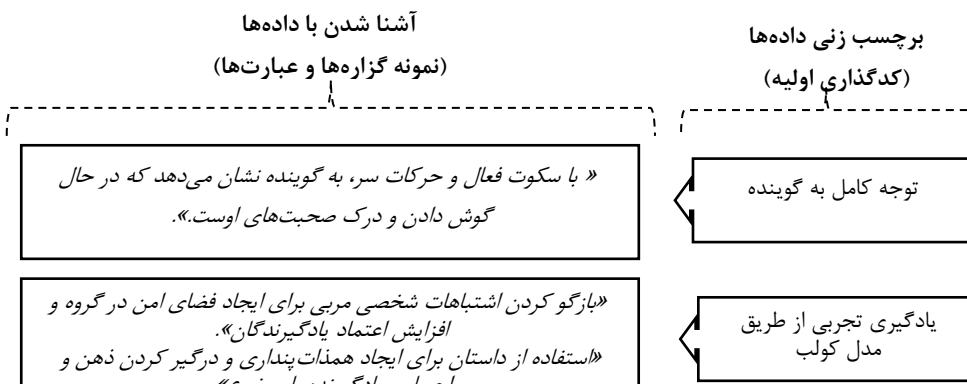 برچسب زنی داده‌ها
(کدگذاری اولیه)
آشنا شدن با داده‌ها
(نمونه گزاره‌ها و عبارت‌ها)
توجه کامل به گوینده
« با سکوت فعال و حرکات سر، به گوینده نشان می‌دهد که در حال
گوش دادن و درک صحبت‌های اوست.».
یادگیری تجربی از طریق
مدل کولب
«بازگو کردن اشتباهات شخصی مربی برای ایجاد فضای امن در گروه و
افزایش اعتماد یادگیرندگان».
«استفاده از داستان برای ایجاد همذات‌پنداری و درگیر کردن ذهن و